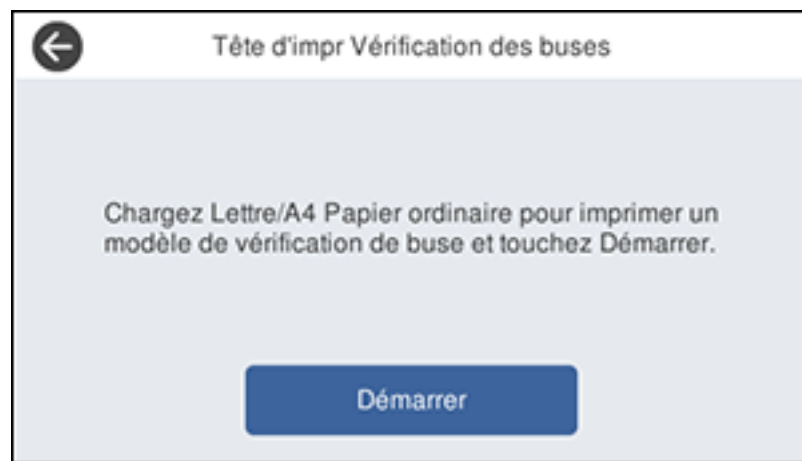 Tête d'impr Vérification des buses
Chargez Lettre/A4 Papier ordinaire pour imprimer un
modèle de vérification de buse et touchez Démarrer.
Démarrer